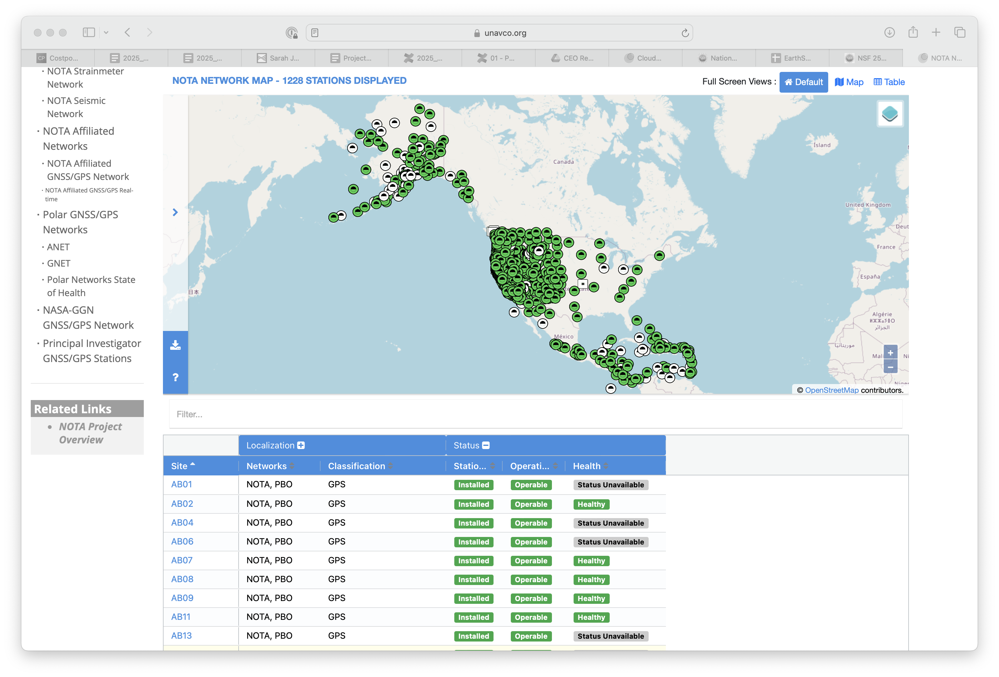 unavco.org
CP Costpo...
2025_...
2025_...
Sarah J...
Project...
2025_...
01 - P...
CEO Re...
Cloud...
Nation...
EarthS...
NSF 25...
NOTA N...
· NOTA Strainmeter
Network
· NOTA Seismic
Network
· NOTA Affiliated
Networks
· NOTA Affiliated
GNSS/GPS Network
· NOTA Affiliated GNSS/GPS Real-
time
· Polar GNSS/GPS
Networks
· ANET
· GNET
· Polar Networks State
of Health
· NASA-GGN
GNSS/GPS Network
· Principal Investigator
GNSS/GPS Stations
Related Links
• NOTA Project
Overview
NOTA NETWORK MAP - 1228 STATIONS DISPLAYED
Full Screen Views : Default Map Table
Ísland
Canada
United Kingdom
Deut
France
España
日本
Algérie
ⵍⵣⵣⴰⵢⴻⵔ
الجزائر
México
موريتانيا
Mali
Ni
Niger
+
−
?
© OpenStreetMap contributors.
Filter...
Localization + Status −
Site Networks Classification Statio... Operati... Health
AB01 NOTA, PBO GPS Installed Operable Status Unavailable
AB02 NOTA, PBO GPS Installed Operable Healthy
AB04 NOTA, PBO GPS Installed Operable Status Unavailable
AB06 NOTA, PBO GPS Installed Operable Status Unavailable
AB07 NOTA, PBO GPS Installed Operable Healthy
AB08 NOTA, PBO GPS Installed Operable Healthy
AB09 NOTA, PBO GPS Installed Operable Healthy
AB11 NOTA, PBO GPS Installed Operable Healthy
AB13 NOTA, PBO GPS Installed Operable Status Unavailable